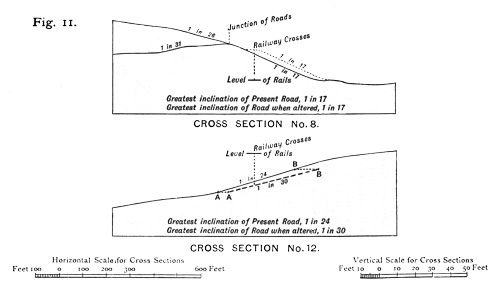 Fig. 11.
Junction of Roads
Railway Crosses
1 in 28
1 in 31
1 in 17
1 in 17
Level of Rails
Greatest inclination of Present Road, 1 in 17
Greatest inclination of Road when altered, 1 in 17
CROSS SECTION No. 8.
Railway Crosses
Level of Rails
B
B
1 in 24
1 in 30
A A
Greatest inclination of Present Road, 1 in 24
Greatest inclination of Road when altered, 1 in 30
CROSS SECTION No. 12.
Horizontal Scale for Cross Sections
Feet 100 0 100 200 300 600 Feet
Vertical Scale for Cross Sections
Feet 10 0 10 20 30 40 50 Feet